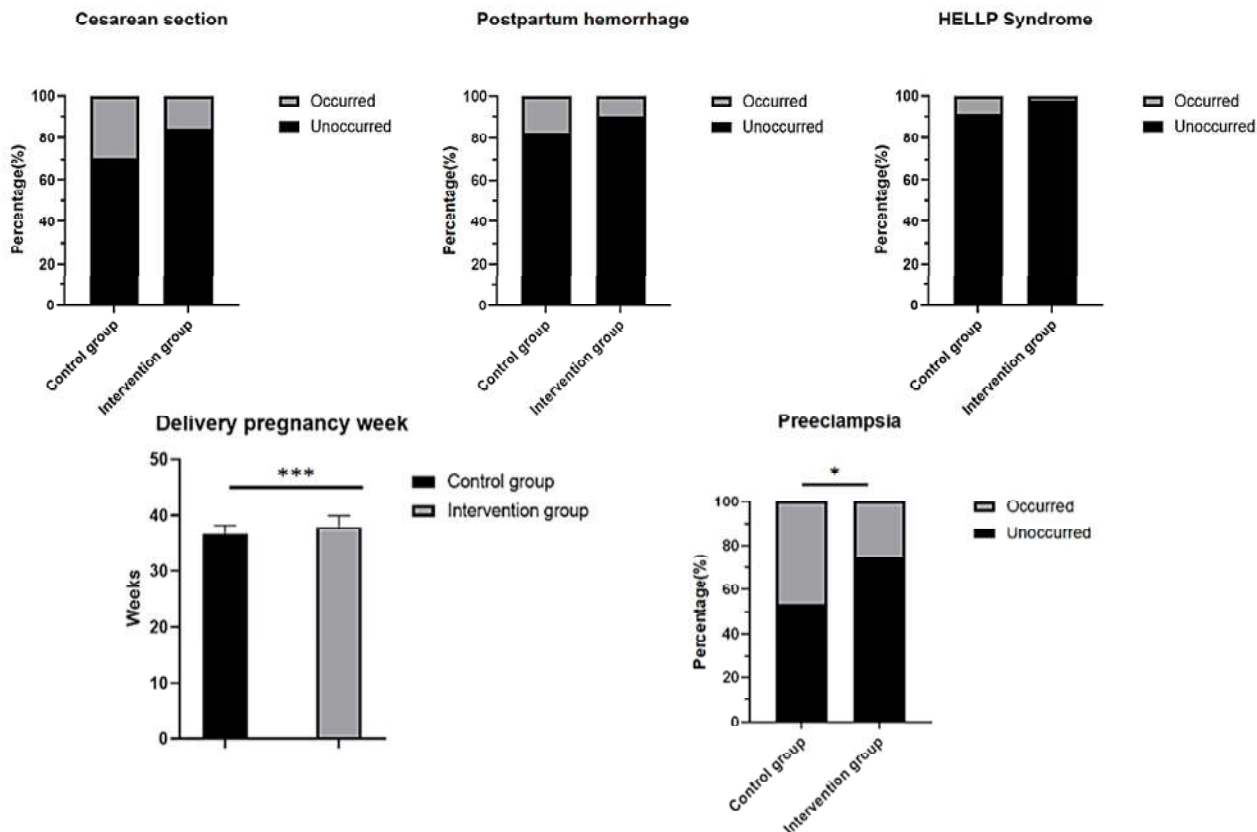 Cesarean section
Postpartum hemorrhage
HELLP Syndrome
100
80
60
40
20
0
Percentage(%)
Occurred
Unoccurred
Control group
Intervention group
100
80
60
40
20
0
Percentage(%)
Occurred
Unoccurred
Control group
Intervention group
100
80
60
40
20
0
Percentage(%)
Occurred
Unoccurred
Control group
Intervention group
Delivery pregnancy week
50
40
30
20
10
0
Weeks
***
Control group
Intervention group
Preeclampsia
*
100
80
60
40
20
0
Percentage(%)
Occurred
Unoccurred
Control group
Intervention group